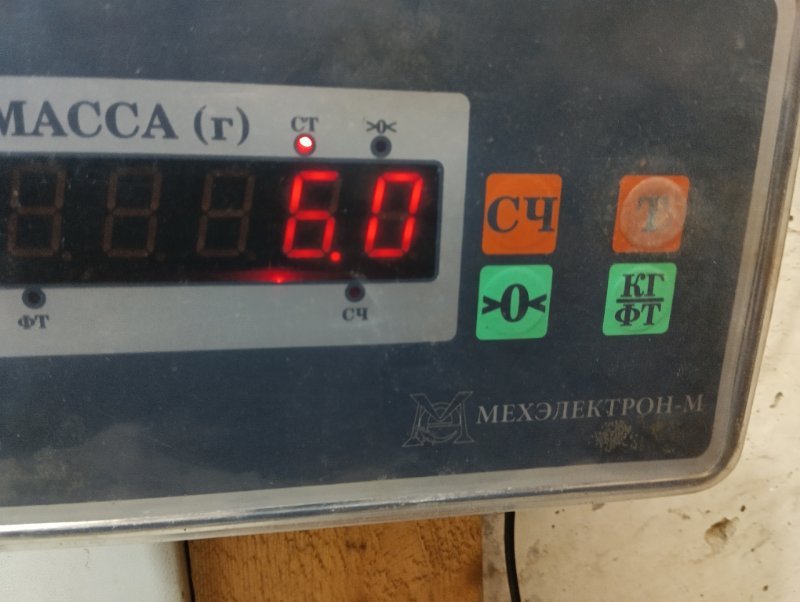 МАССА (г)
СТ >0<
6.0
ФТ СЧ
СЧ Т
>0< КГ
ФТ
МЕХЭЛЕКТРОН-М